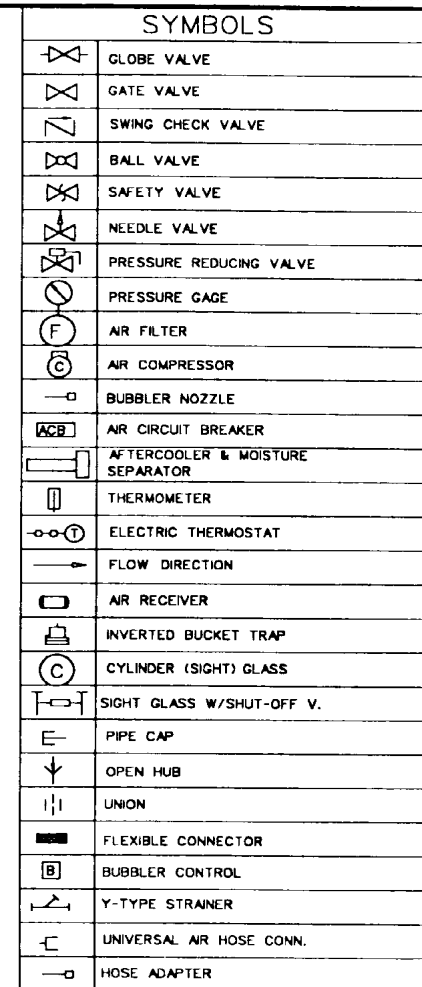 SYMBOLS
GLOBE VALVE
GATE VALVE
SWING CHECK VALVE
BALL VALVE
SAFETY VALVE
NEEDLE VALVE
PRESSURE REDUCING VALVE
PRESSURE GAGE
F AIR FILTER
C AIR COMPRESSOR
BUBBLER NOZZLE
ACB AIR CIRCUIT BREAKER
AFTERCOOLER & MOISTURE
SEPARATOR
THERMOMETER
T ELECTRIC THERMOSTAT
FLOW DIRECTION
AIR RECEIVER
INVERTED BUCKET TRAP
C CYLINDER (SIGHT) GLASS
SIGHT GLASS W/SHUT-OFF V.
PIPE CAP
OPEN HUB
UNION
FLEXIBLE CONNECTOR
B BUBBLER CONTROL
Y-TYPE STRAINER
UNIVERSAL AIR HOSE CONN.
HOSE ADAPTER